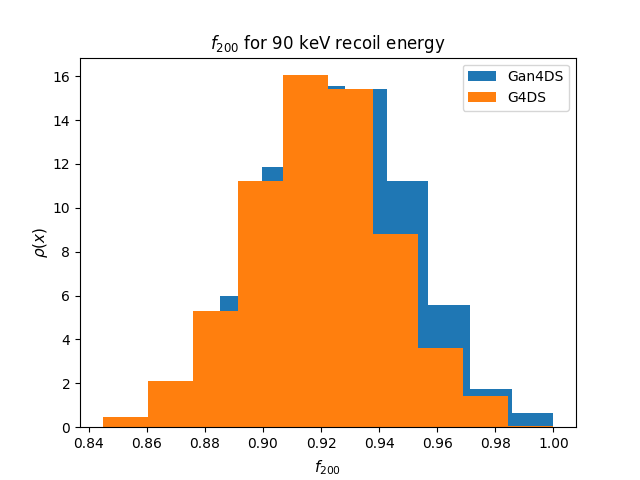 f₂₀₀ for 90 keV recoil energy
Gan4DS
G4DS
ρ(x)
16
14
12
10
8
6
4
2
0
0.84 0.86 0.88 0.90 0.92 0.94 0.96 0.98 1.00
f₂₀₀